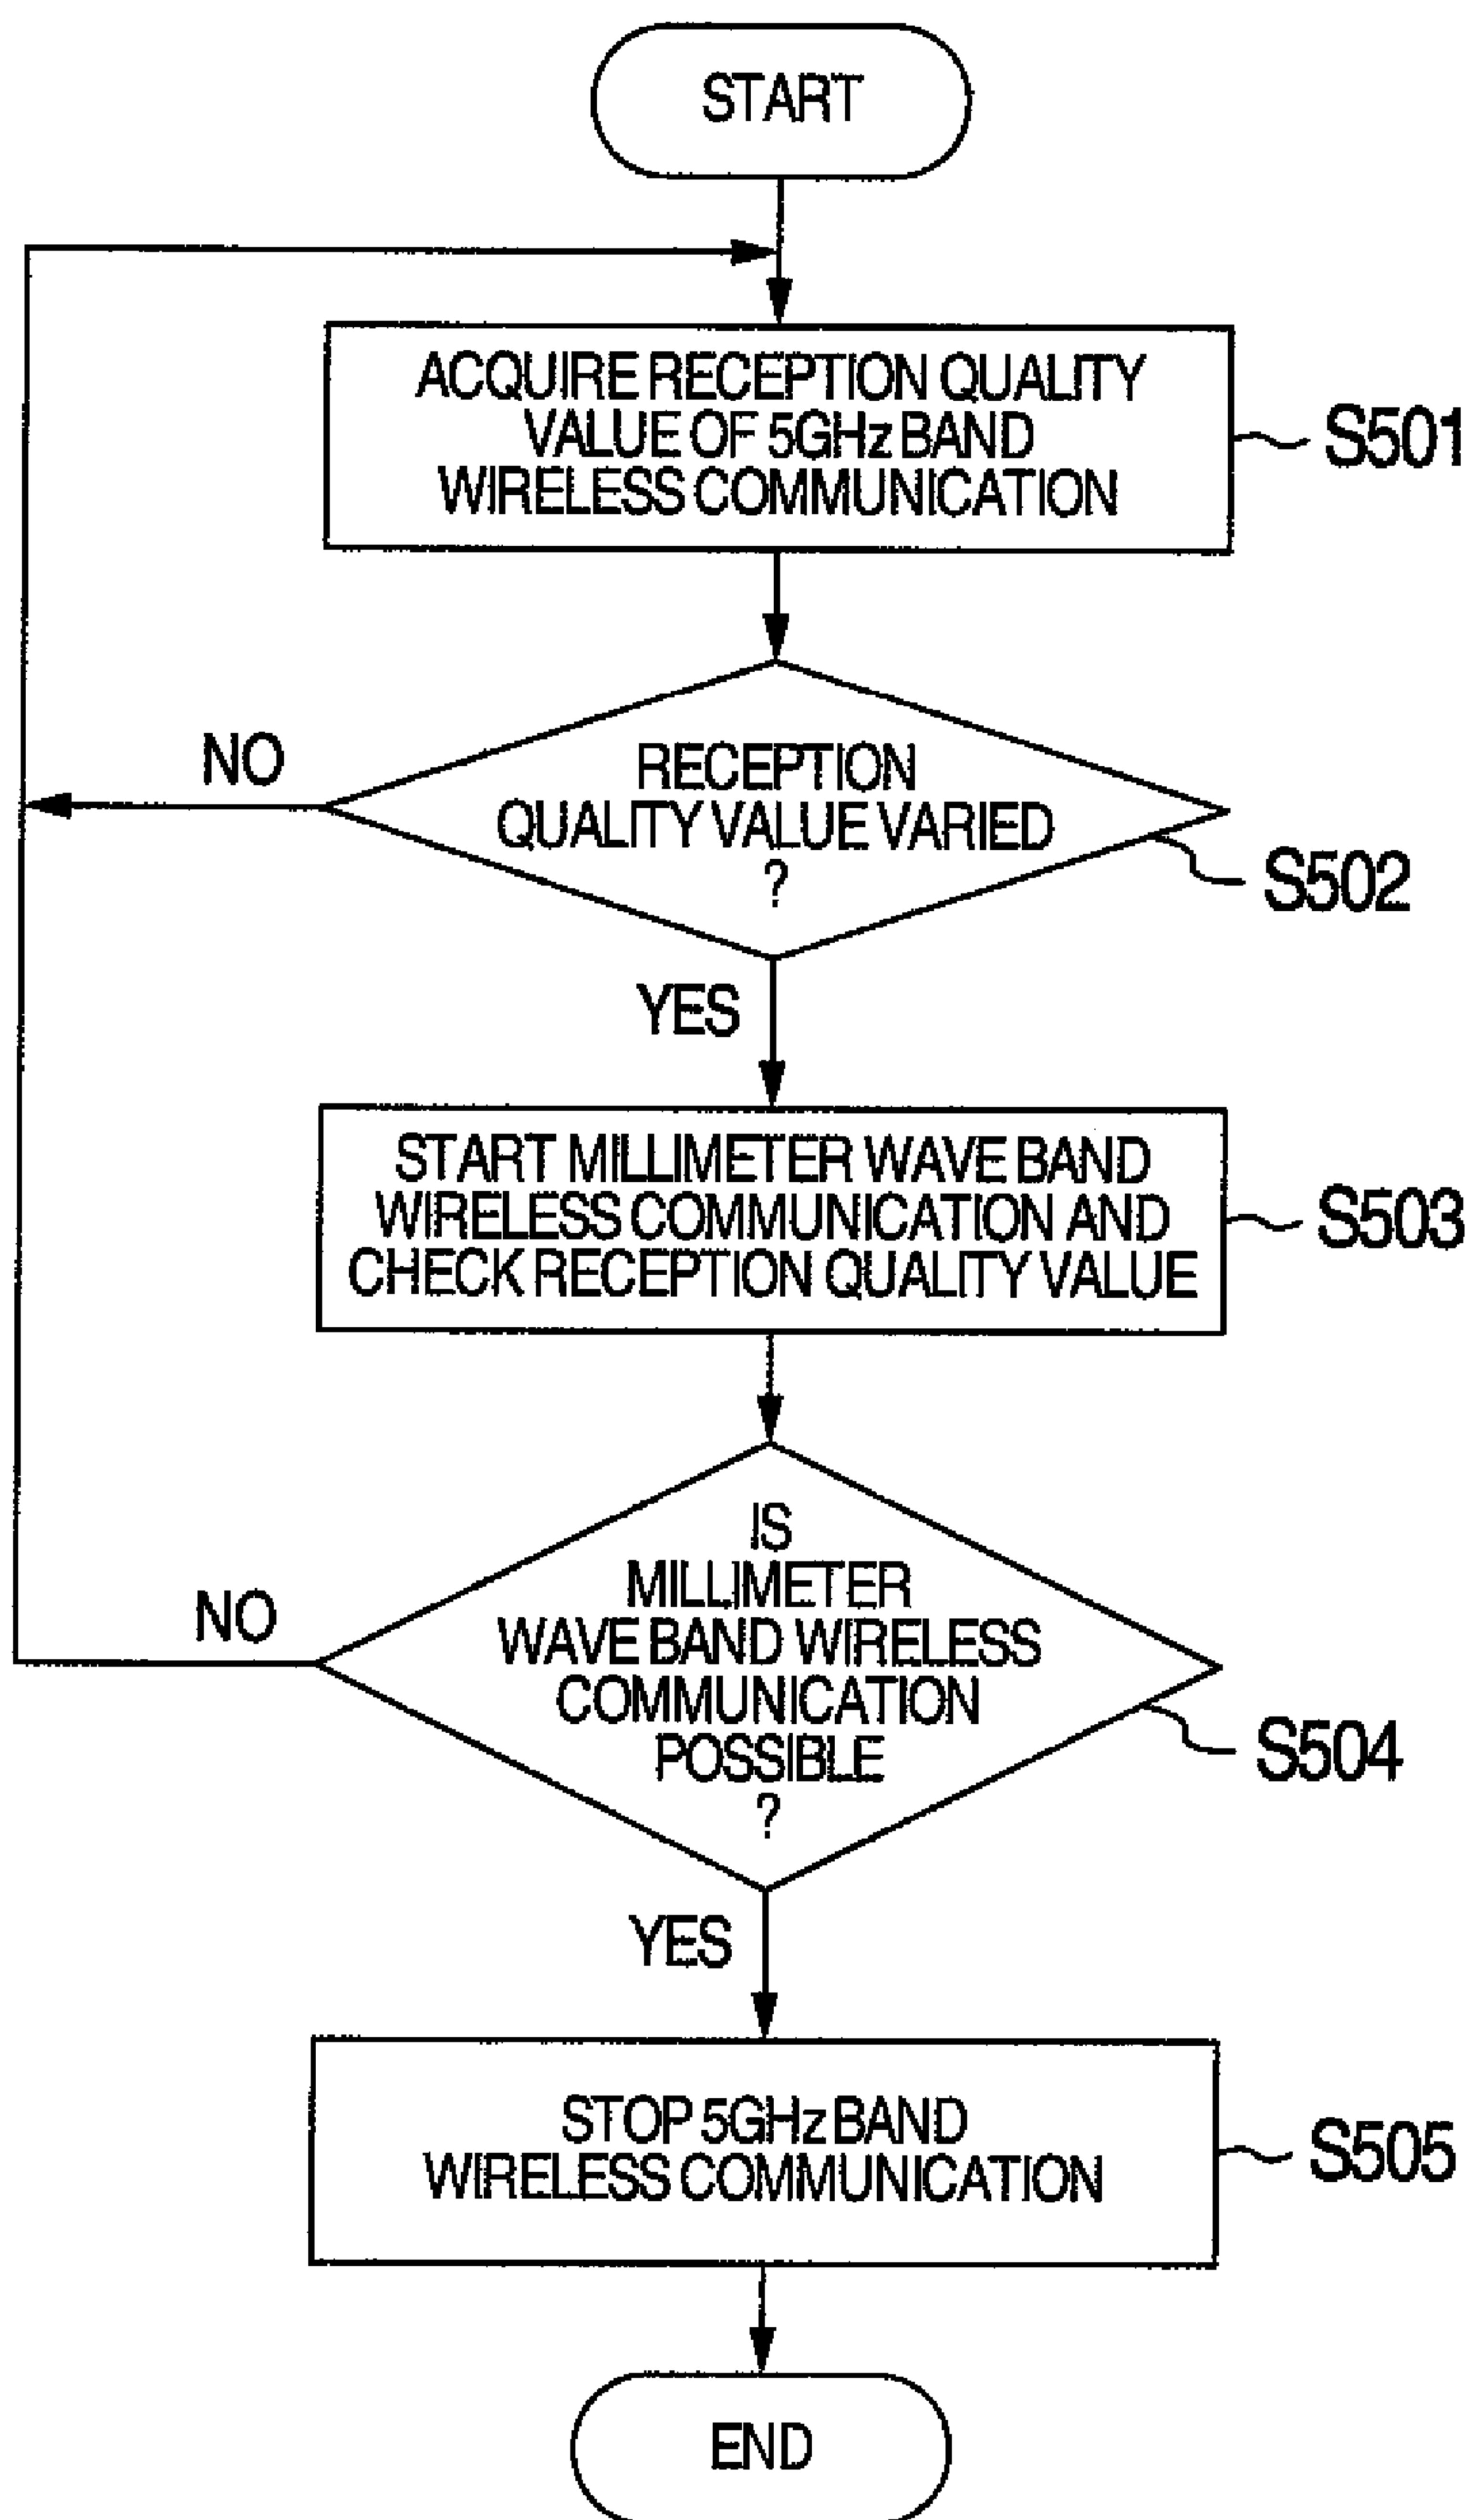 START
ACQUIRE RECEPTION QUALITY
VALUE OF 5GHz BAND
WIRELESS COMMUNICATION
S501
NO
RECEPTION
QUALITY VALUE VARIED
?
S502
YES
START MILLIMETER WAVE BAND
WIRELESS COMMUNICATION AND
CHECK RECEPTION QUALITY VALUE
S503
IS
MILLIMETER
WAVE BAND WIRELESS
COMMUNICATION
POSSIBLE
?
NO
S504
YES
STOP 5GHz BAND
WIRELESS COMMUNICATION
S505
END